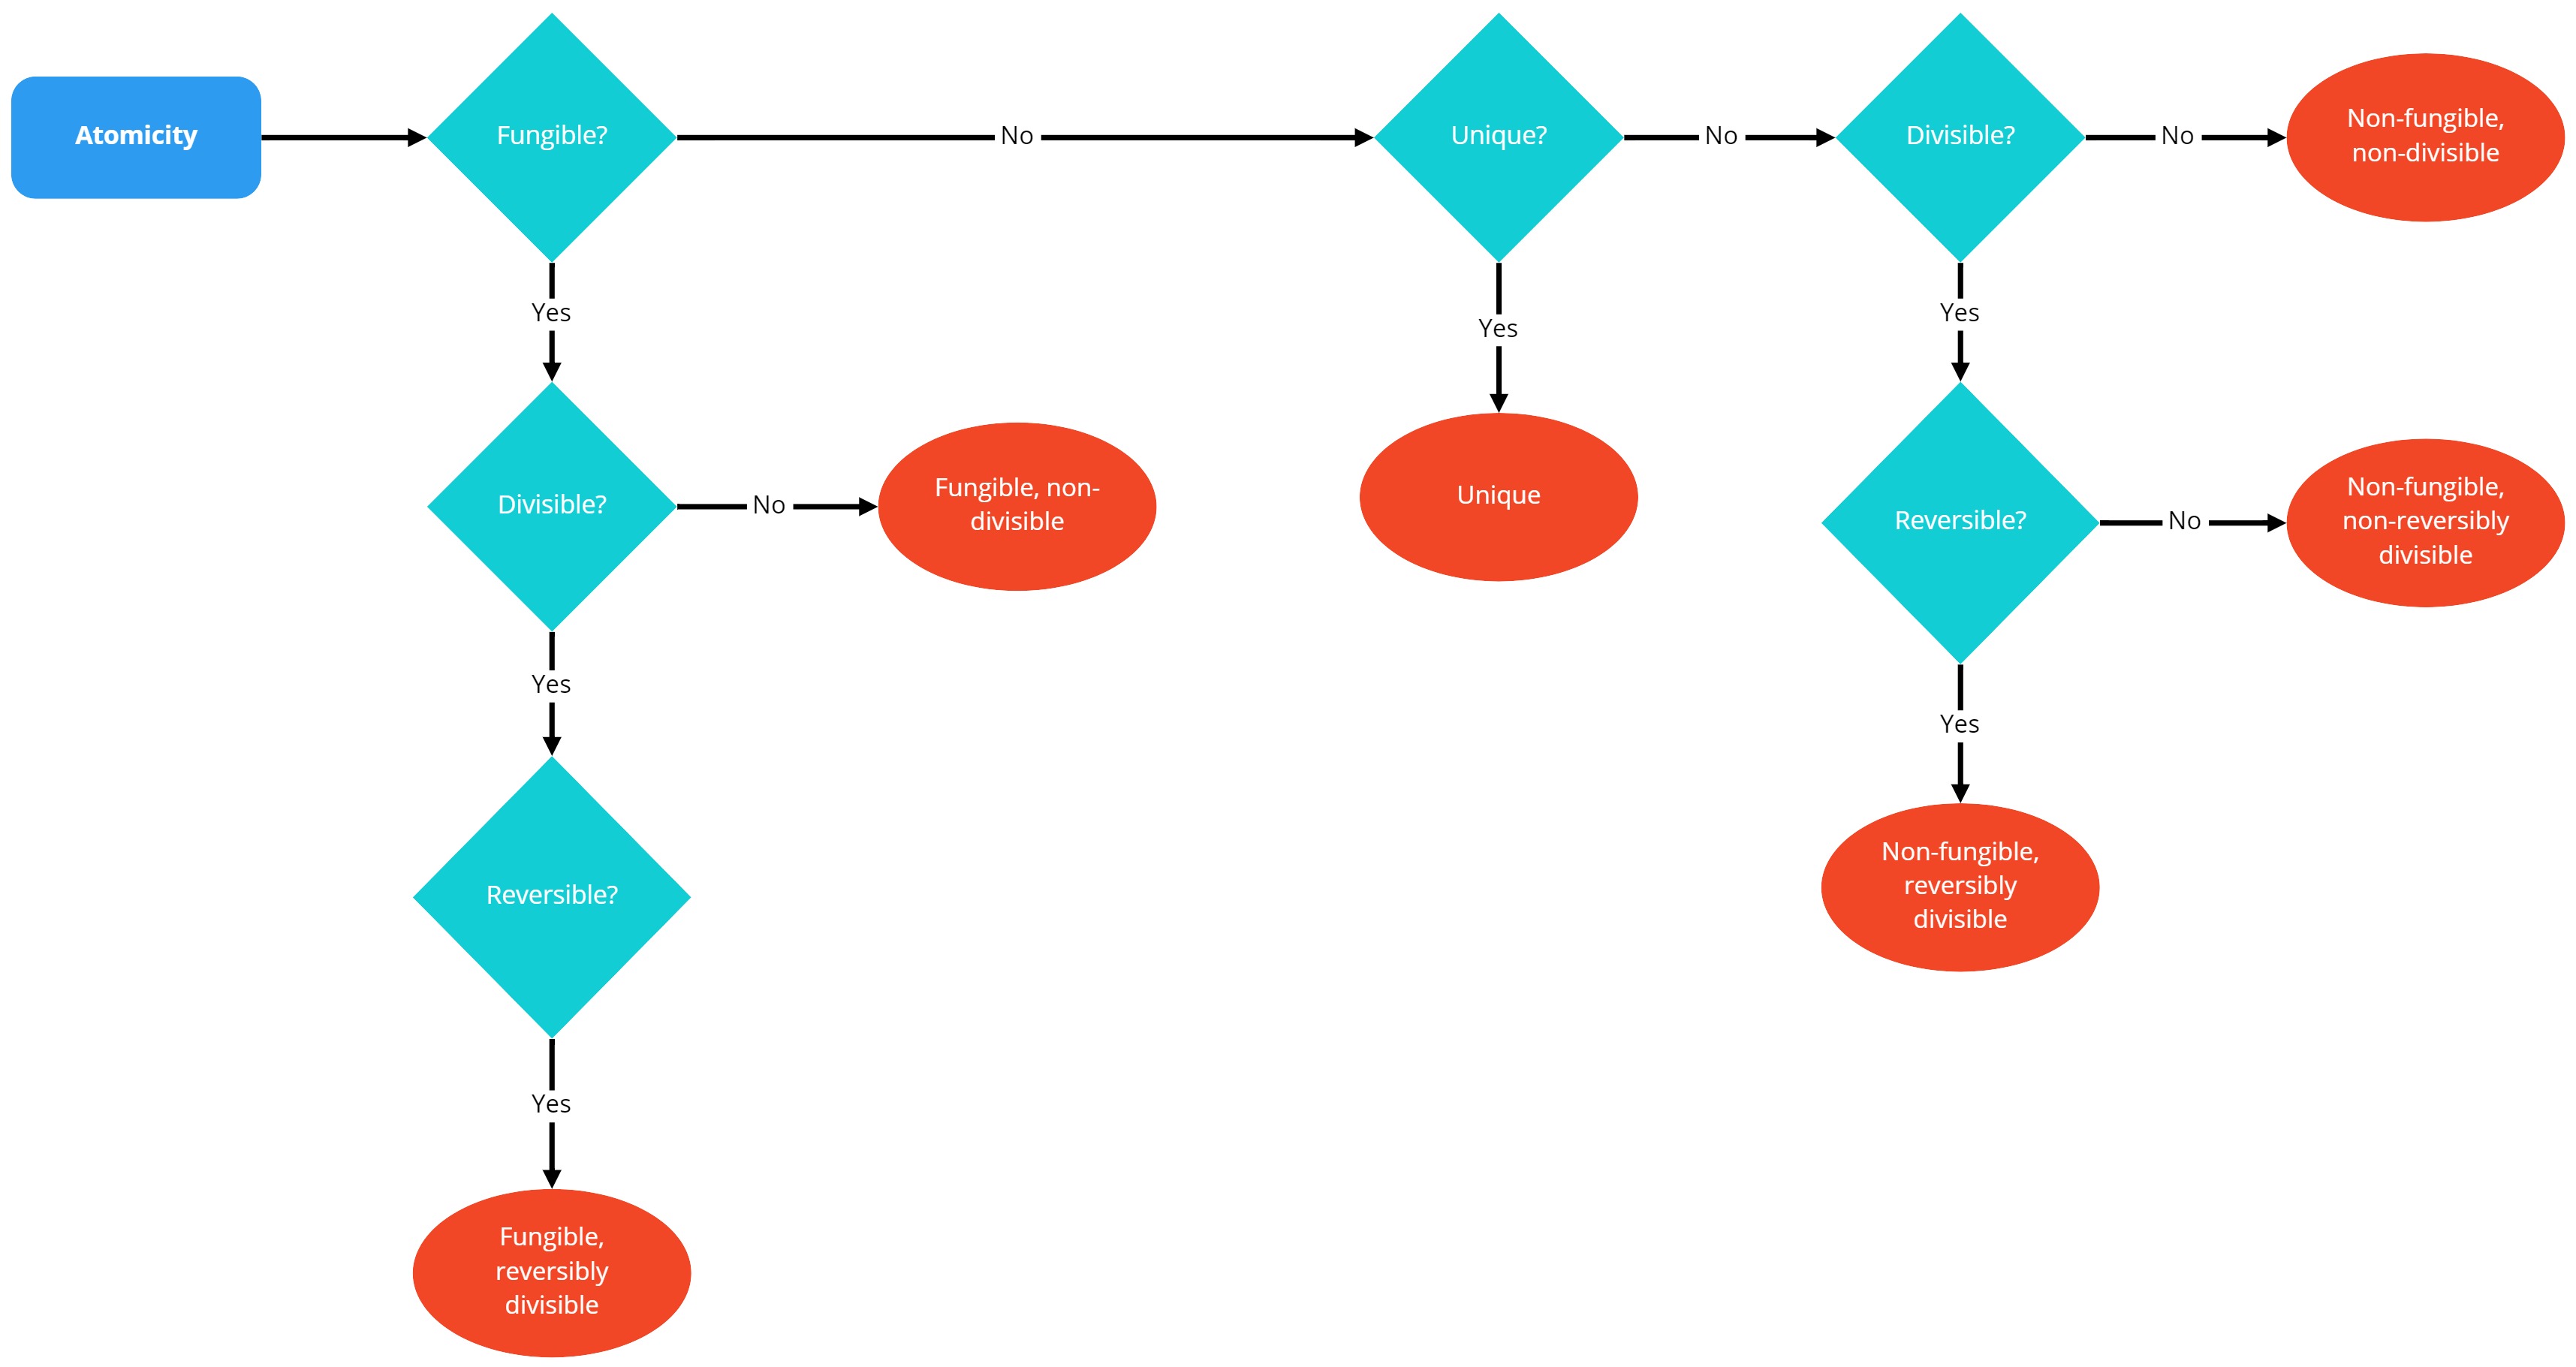 Atomicity
Fungible?
No
Unique?
No
Divisible?
No
Non-fungible,
non-divisible
Yes
Yes
Yes
Divisible?
No
Fungible, non-
divisible
Unique
Reversible?
No
Non-fungible,
non-reversibly
divisible
Yes
Yes
Reversible?
Non-fungible,
reversibly
divisible
Yes
Fungible,
reversibly
divisible